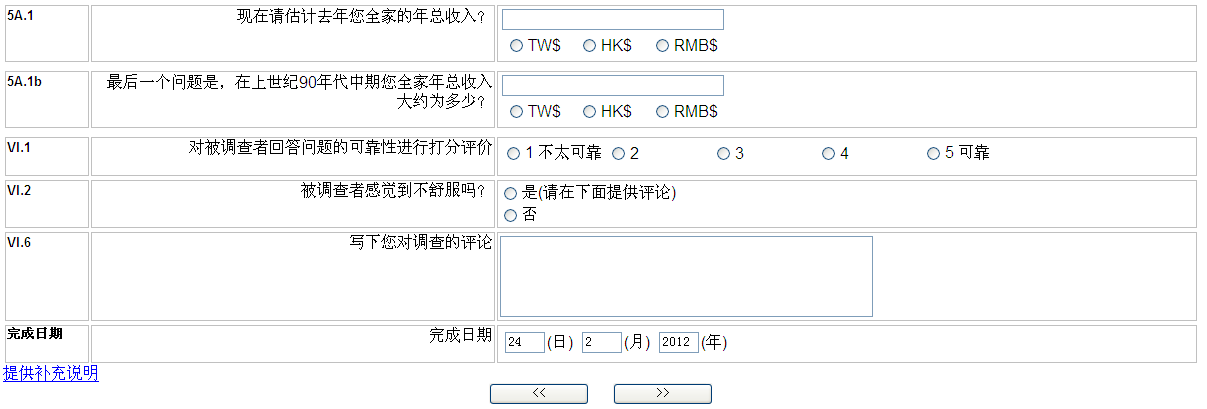 5A.1 现在请估计去年您全家的年总收入？
TW$ HK$ RMB$
5A.1b 最后一个问题是，在上世纪90年代中期您全家年总收入
大约为多少？
TW$ HK$ RMB$
VI.1 对被调查者回答问题的可靠性进行打分评价 1 不太可靠 2 3 4 5 可靠
VI.2 被调查者感觉到不舒服吗？ 是(请在下面提供评论)
否
VI.6 写下您对调查的评论
完成日期 完成日期 24 (日) 2 (月) 2012 (年)
提供补充说明
<< >>